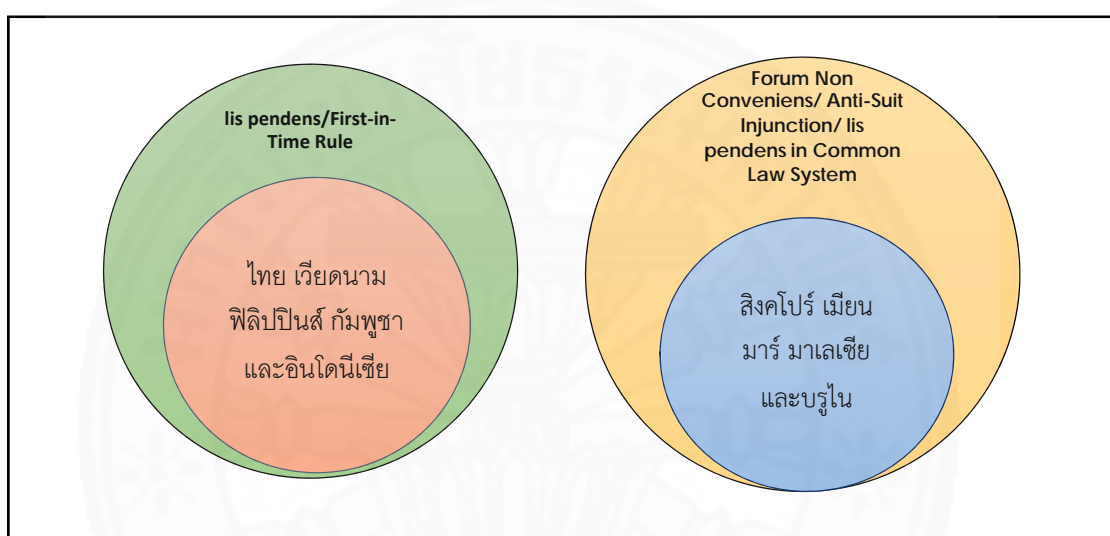 lis pendens/First-in-
Time Rule
ไทย เวียดนาม
ฟิลิปปินส์ กัมพูชา
และอินโดนีเซีย
Forum Non
Conveniens/ Anti-Suit
Injunction/ lis
pendens in Common
Law System
สิงคโปร์ เมียน
มาร์ มาเลเซีย
และบรูไน